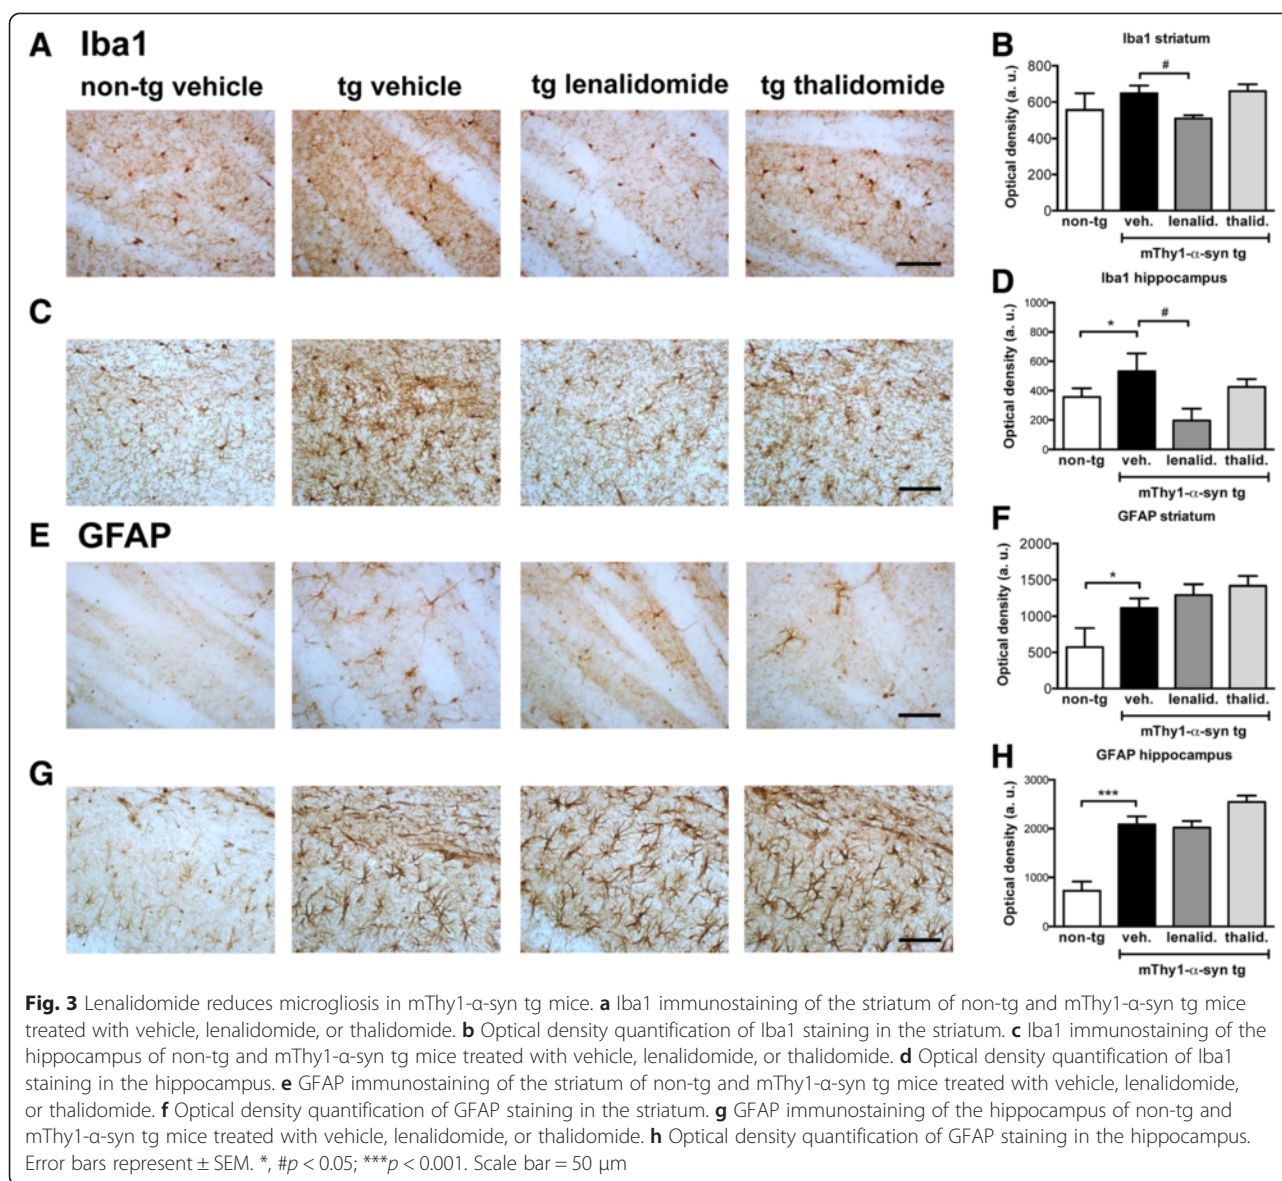 A Iba1
non-tg vehicle tg vehicle tg lenalidomide tg thalidomide
B Iba1 striatum
Optical density (a. u.)
800
600
400
200
0
#
non-tg veh. lenalid. thalid.
mThy1-α-syn tg
C
D Iba1 hippocampus
Optical density (a. u.)
1000
800
600
400
200
0
* #
non-tg veh. lenalid. thalid.
mThy1-α-syn tg
E GFAP
F GFAP striatum
Optical density (a. u.)
2000
1500
1000
500
0
*
non-tg veh. lenalid. thalid.
mThy1-α-syn tg
G
H GFAP hippocampus
Optical density (a. u.)
3000
2000
1000
0
***
non-tg veh. lenalid. thalid.
mThy1-α-syn tg
Fig. 3 Lenalidomide reduces microgliosis in mThy1-α-syn tg mice. a Iba1 immunostaining of the striatum of non-tg and mThy1-α-syn tg mice
treated with vehicle, lenalidomide, or thalidomide. b Optical density quantification of Iba1 staining in the striatum. c Iba1 immunostaining of the
hippocampus of non-tg and mThy1-α-syn tg mice treated with vehicle, lenalidomide, or thalidomide. d Optical density quantification of Iba1
staining in the hippocampus. e GFAP immunostaining of the striatum of non-tg and mThy1-α-syn tg mice treated with vehicle, lenalidomide,
or thalidomide. f Optical density quantification of GFAP staining in the striatum. g GFAP immunostaining of the hippocampus of non-tg and
mThy1-α-syn tg mice treated with vehicle, lenalidomide, or thalidomide. h Optical density quantification of GFAP staining in the hippocampus.
Error bars represent ± SEM. *, #p < 0.05; ***p < 0.001. Scale bar = 50 μm